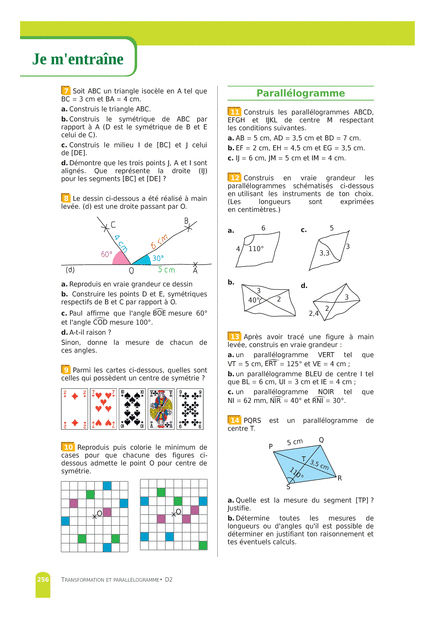 Je m'entraîne
7 Soit ABC un triangle isocèle en A tel que
BC = 3 cm et BA = 4 cm.
a. Construis le triangle ABC.
b. Construis le symétrique de ABC par
rapport à A (D est le symétrique de B et E
celui de C).
c. Construis le milieu I de [BC] et J celui
de [DE].
d. Démontre que les trois points J, A et I sont
alignés. Que représente la droite (IJ)
pour les segments [BC] et [DE] ?
8 Le dessin ci-dessous a été réalisé à main
levée. (d) est une droite passant par O.
C
B
4 cm
6 cm
60°
30°
(d)
O
5 cm
A
a. Reproduis en vraie grandeur ce dessin
b. Construire les points D et E, symétriques
respectifs de B et C par rapport à O.
c. Paul affirme que l'angle BOE mesure 60°
et l'angle COD mesure 100°.
d. A-t-il raison ?
Sinon, donne la mesure de chacun de
ces angles.
9 Parmi les cartes ci-dessous, quelles sont
celles qui possèdent un centre de symétrie ?
10 Reproduis puis colorie le minimum de
cases pour que chacune des figures ci-
dessous admette le point O pour centre de
symétrie.
O
O
Parallélogramme
11 Construis les parallélogrammes ABCD,
EFGH et IJKL de centre M respectant
les conditions suivantes.
a. AB = 5 cm, AD = 3,5 cm et BD = 7 cm.
b. EF = 2 cm, EH = 4,5 cm et EG = 3,5 cm.
c. IJ = 6 cm, JM = 5 cm et IM = 4 cm.
12 Construis en vraie grandeur les
parallélogrammes schématisés ci-dessous
en utilisant les instruments de ton choix.
(Les longueurs sont exprimées
en centimètres.)
a.
6
4
110°
c.
5
3
3,3
b.
3
40°
2
d.
3
2
2,4
13 Après avoir tracé une figure à main
levée, construis en vraie grandeur :
a. un parallélogramme VERT tel que
VT = 5 cm, ERT = 125° et VE = 4 cm ;
b. un parallélogramme BLEU de centre I tel
que BL = 6 cm, UI = 3 cm et IE = 4 cm ;
c. un parallélogramme NOIR tel que
NI = 62 mm, NIR = 40° et RNI = 30°.
14 PQRS est un parallélogramme de
centre T.
5 cm
Q
P
T
3,5 cm
110°
R
S
a. Quelle est la mesure du segment [TP] ?
Justifie.
b. Détermine toutes les mesures de
longueurs ou d'angles qu'il est possible de
déterminer en justifiant ton raisonnement et
tes éventuels calculs.
256 TRANSFORMATION ET PARALLÉLOGRAMME • D2